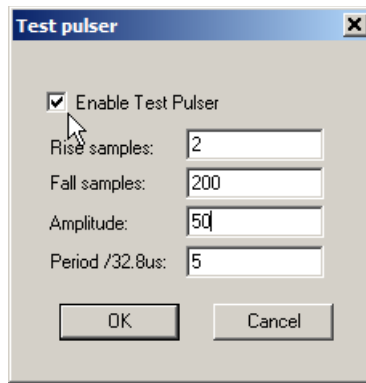 Test pulser
Enable Test Pulser
Rise samples: 2
Fall samples: 200
Amplitude: 50
Period /32.8us: 5
OK Cancel